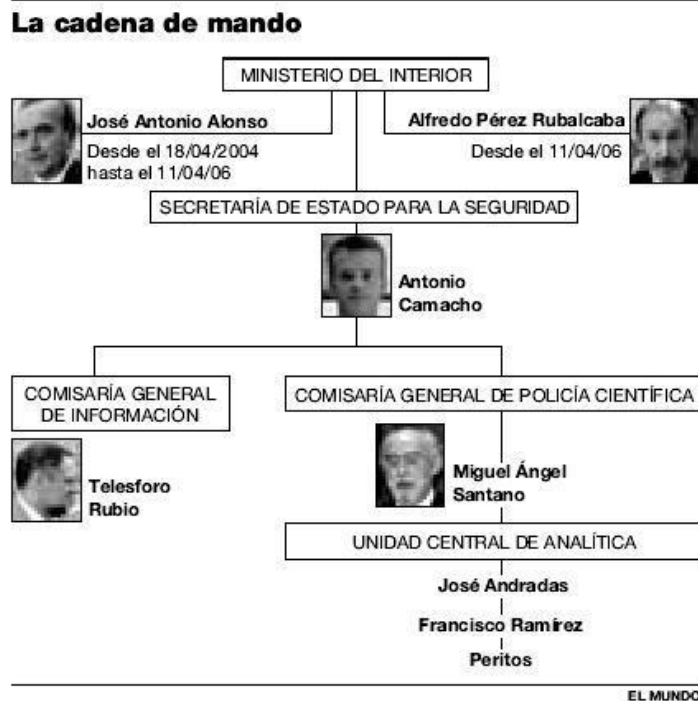 La cadena de mando
MINISTERIO DEL INTERIOR
José Antonio Alonso
Desde el 18/04/2004
hasta el 11/04/06
Alfredo Pérez Rubalcaba
Desde el 11/04/06
SECRETARÍA DE ESTADO PARA LA SEGURIDAD
Antonio
Camacho
COMISARÍA GENERAL
DE INFORMACIÓN
Telesforo
Rubio
COMISARÍA GENERAL DE POLICÍA CIENTÍFICA
Miguel Ángel
Santano
UNIDAD CENTRAL DE ANALÍTICA
José Andradas
Francisco Ramírez
Peritos
EL MUNDO